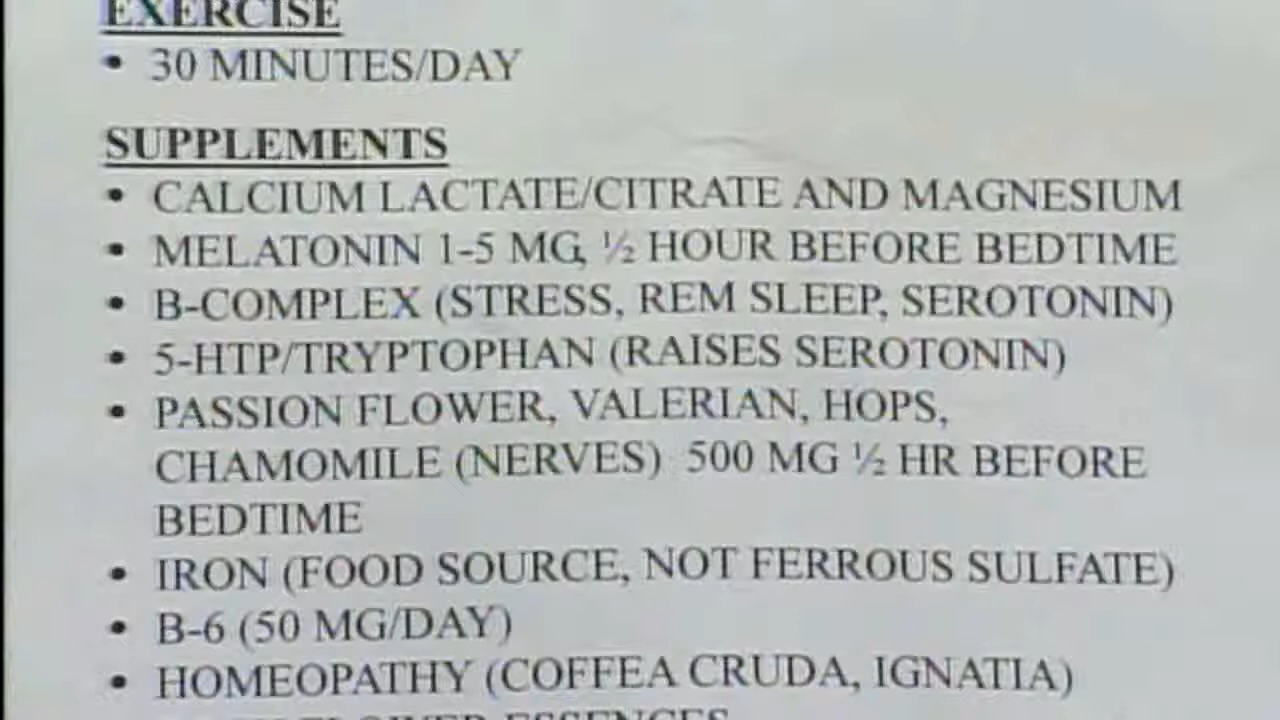 EXERCISE
• 30 MINUTES/DAY
SUPPLEMENTS
• CALCIUM LACTATE/CITRATE AND MAGNESIUM
• MELATONIN 1-5 MG, ½ HOUR BEFORE BEDTIME
• B-COMPLEX (STRESS, REM SLEEP, SEROTONIN)
• 5-HTP/TRYPTOPHAN (RAISES SEROTONIN)
• PASSION FLOWER, VALERIAN, HOPS,
CHAMOMILE (NERVES) 500 MG ½ HR BEFORE
BEDTIME
• IRON (FOOD SOURCE, NOT FERROUS SULFATE)
• B-6 (50 MG/DAY)
• HOMEOPATHY (COFFEA CRUDA, IGNATIA)
FLOWER ESSENCES